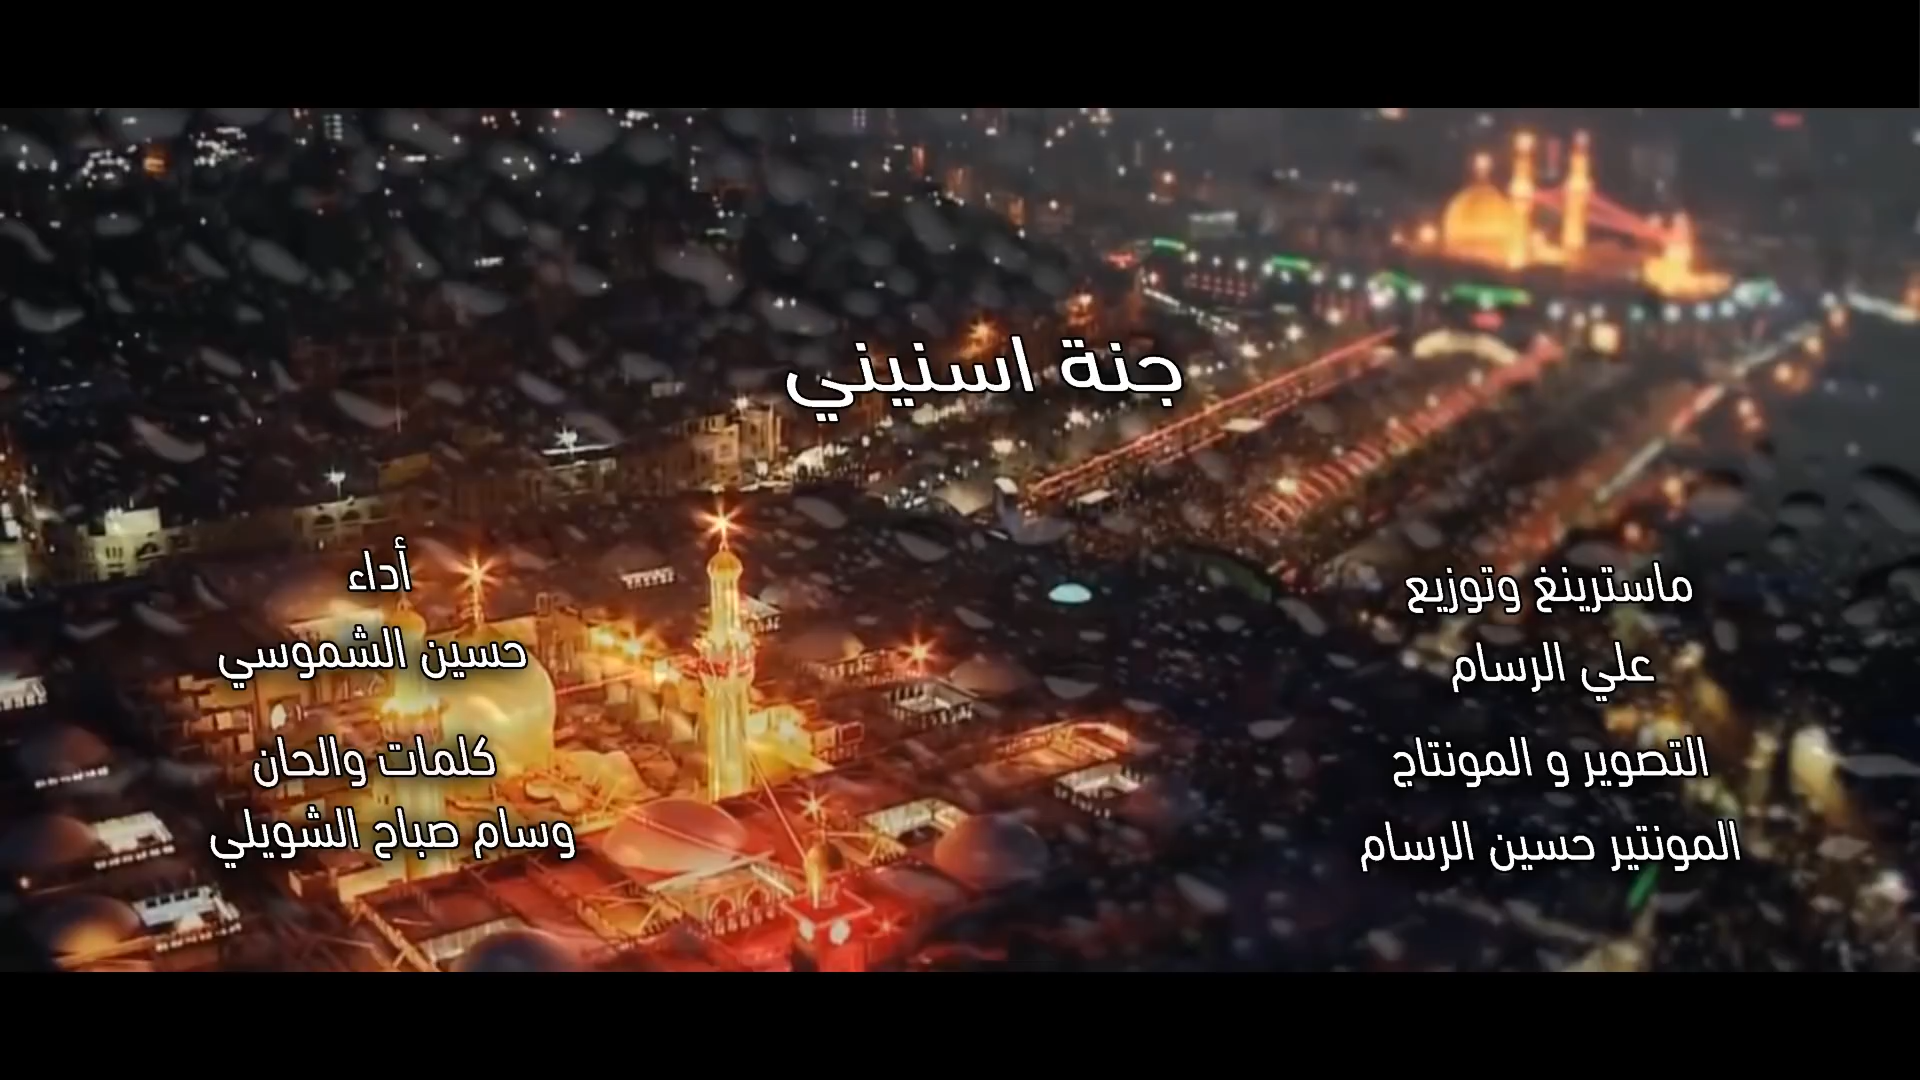 جنة اسنيني
ماسترينغ وتوزيع
علي الرسام
التصوير و المونتاج
المونتير حسين الرسام
أداء
حسين الشموسي
كلمات والحان
وسام صباح الشويلي